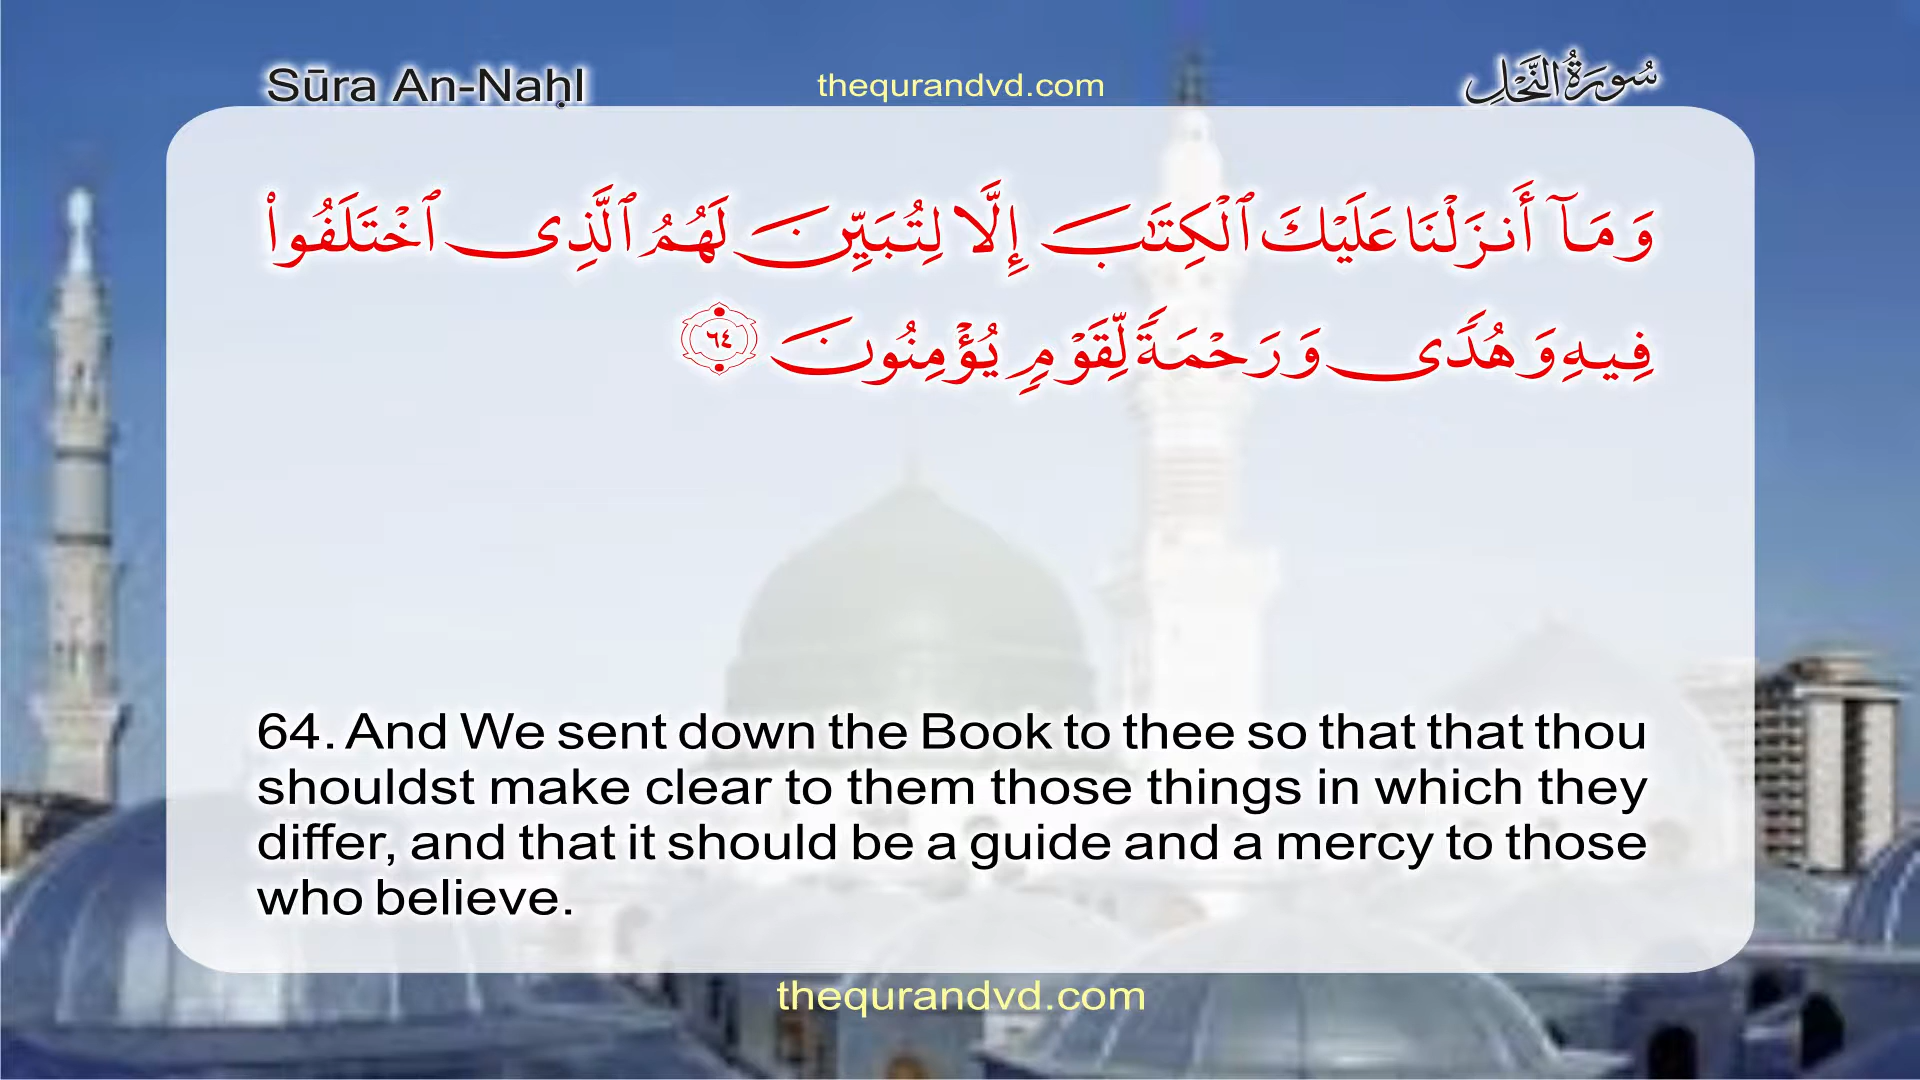 Sūra An-Naḥl
thequrandvd.com
سُورَةُ النَّحْلِ
وَمَآ أَنزَلْنَا عَلَيْكَ ٱلْكِتَـٰبَ إِلَّا لِتُبَيِّنَ لَهُمُ ٱلَّذِى ٱخْتَلَفُوا۟
فِيهِ وَهُدًى وَرَحْمَةً لِّقَوْمٍ يُؤْمِنُونَ ٦٤
64. And We sent down the Book to thee so that that thou
shouldst make clear to them those things in which they
differ, and that it should be a guide and a mercy to those
who believe.
thequrandvd.com